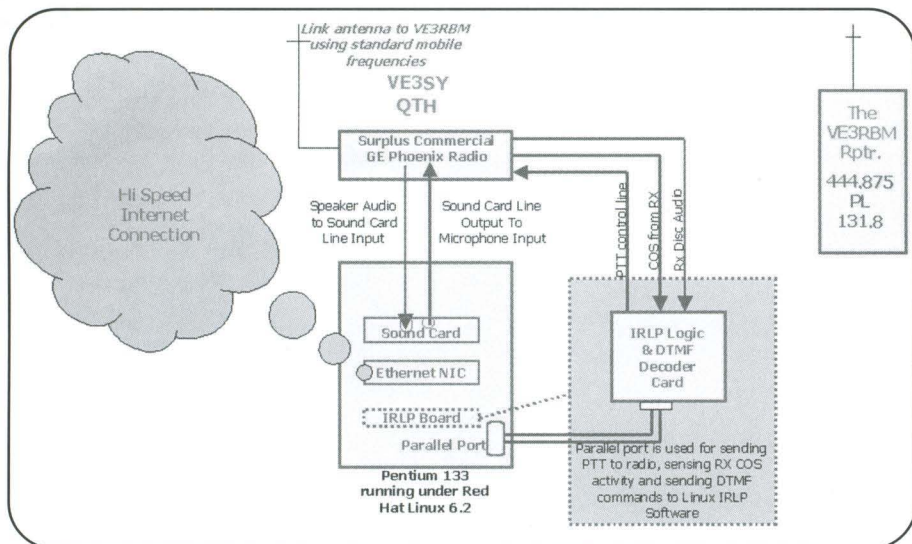 Link antenna to VE3RBM
using standard mobile
frequencies
VE3SY
QTH
The
VE3RBM
Rptr.
444.875
PL
131.8
Surplus Commercial
GE Phoenix Radio
Hi Speed
Internet
Connection
Speaker Audio
to Sound Card
Line Input
Sound Card Line
Output To
Microphone Input
PTT control line
COS from RX
Rx Disc Audio
Sound Card
Ethernet NIC
IRLP Board
Parallel Port
IRLP Logic
& DTMF
Decoder
Card
Parallel port is used for sending
PTT to radio, sensing RX COS
activity and sending DTMF
commands to Linux IRLP
Software
Pentium 133
running under Red
Hat Linux 6.2